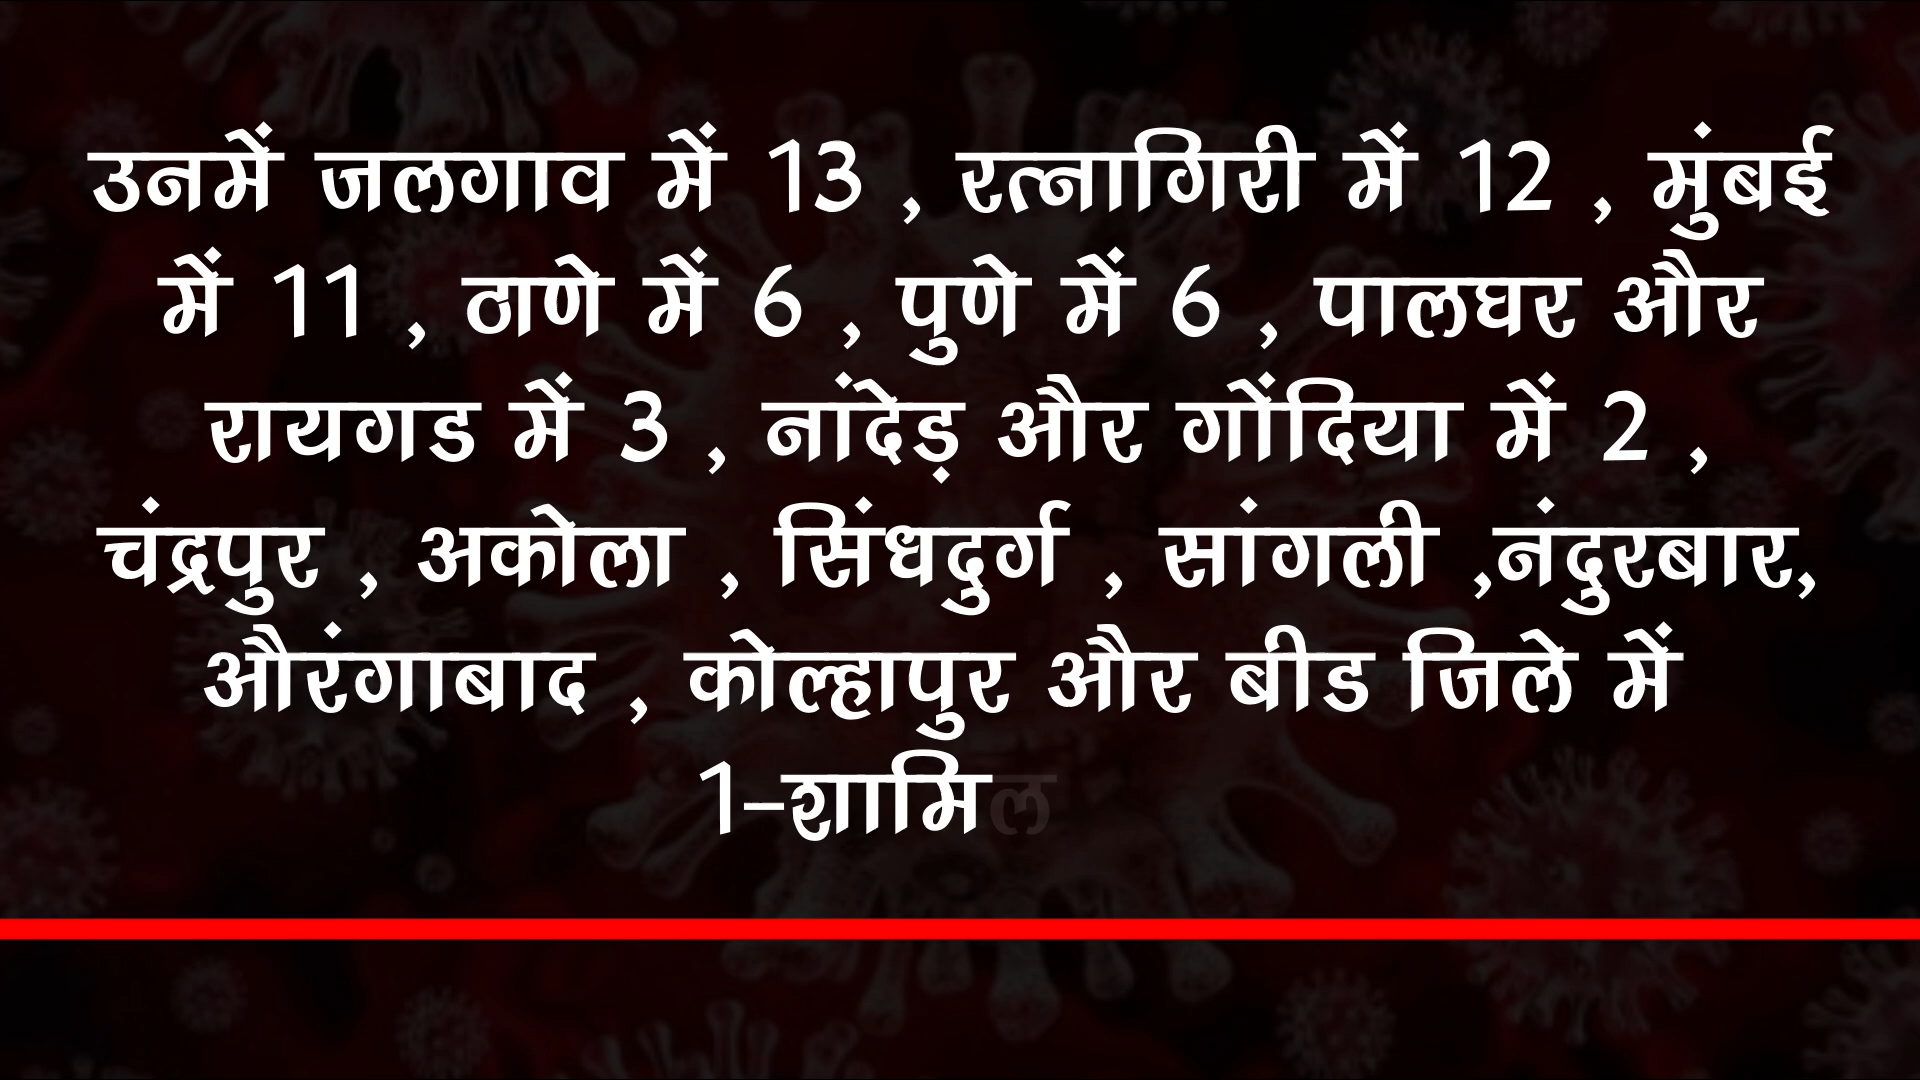 उनमें जलगाव में 13 , रत्नागिरी में 12 , मुंबई
में 11 , ठाणे में 6 , पुणे में 6 , पालघर और
रायगड में 3 , नांदेड़ और गोंदिया में 2 ,
चंद्रपुर , अकोला , सिंधदुर्ग , सांगली ,नंदुरबार,
औरंगाबाद , कोल्हापुर और बीड जिले में
1-शामिल